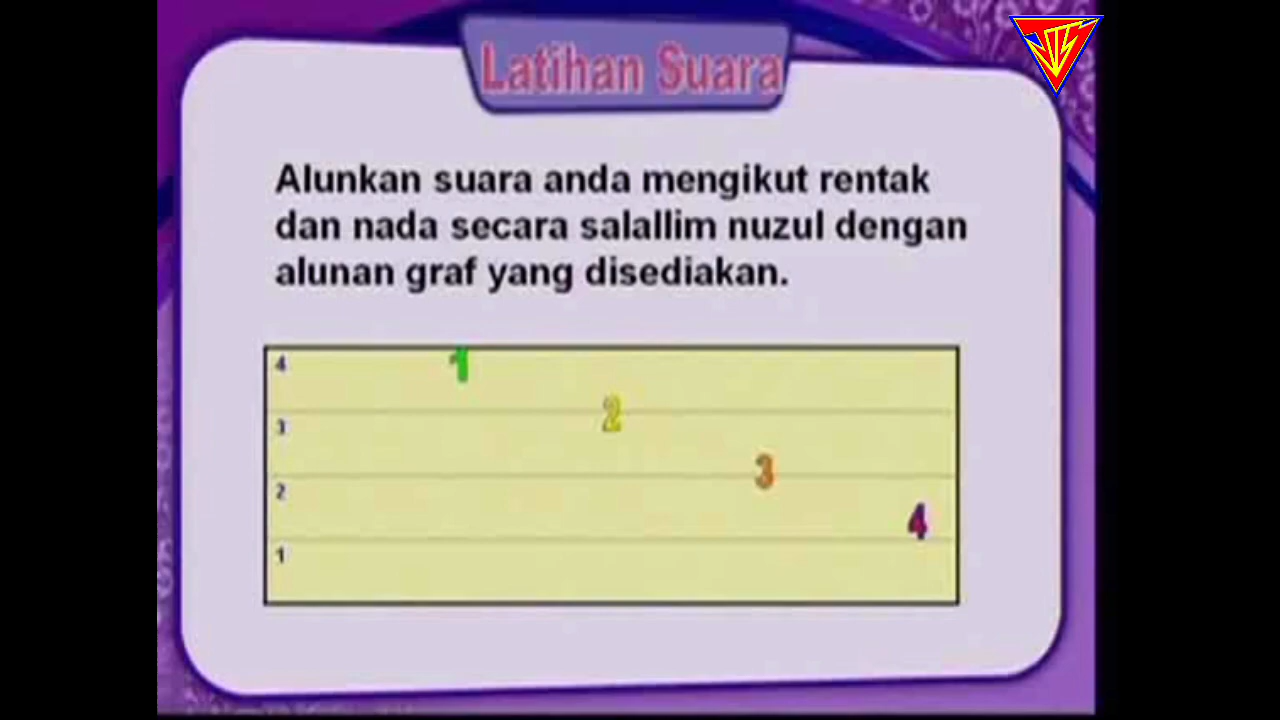 Latihan Suara
Alunkan suara anda mengikut rentak
dan nada secara salallim nuzul dengan
alunan graf yang disediakan.
4
1
3
2
2
3
1
4